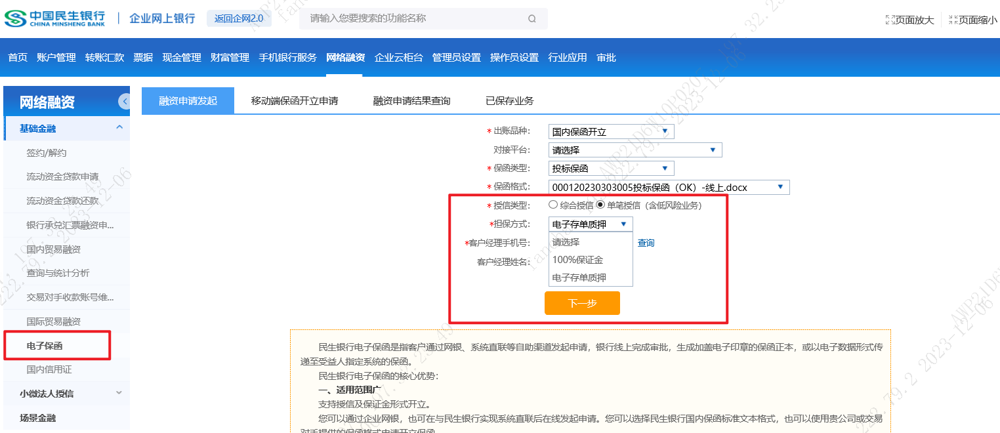 中国民生银行 CHINA MINSHENG BANK | 企业网上银行 返回企网2.0 请输入您要搜索的功能名称 页面放大 页面缩小
首页 账户管理 转账汇款 票据 现金管理 财富管理 手机银行服务 网络融资 企业云柜台 管理员设置 操作员设置 行业应用 审批
网络融资
基础金融
签约/解约
流动资金贷款申请
流动资金贷款还款
银行承兑汇票融资申...
国内贸易融资
查询与统计分析
交易对手收款账号维...
国际贸易融资
电子保函
国内信用证
小微法人授信
场景金融
融资申请发起 移动端保函开立申请 融资申请结果查询 已保存业务
*出账品种： 国内保函开立
对接平台： 请选择
*保函类型： 投标保函
*保函格式： 000120230303005投标保函（OK）-线上.docx
*授信类型： 综合授信 单笔授信（含低风险业务）
*担保方式： 电子存单质押
*客户经理手机号： 请选择 查询
客户经理姓名： 100%保证金
电子存单质押
下一步
民生银行电子保函是指客户通过网银、系统直联等自助渠道发起申请，银行线上完成审批，生成加盖电子印章的保函正本，或以电子数据形式传
递至受益人指定系统的保函。
民生银行电子保函的核心优势：
一、适用范围广
支持授信及保证金形式开立。
您可以通过企业网银，也可在与民生银行实现系统直联后在线发起申请。您可以选择民生银行国内保函标准文本格式，也可以使用贵公司或交易
对手提供的保函格式申请开立保函。